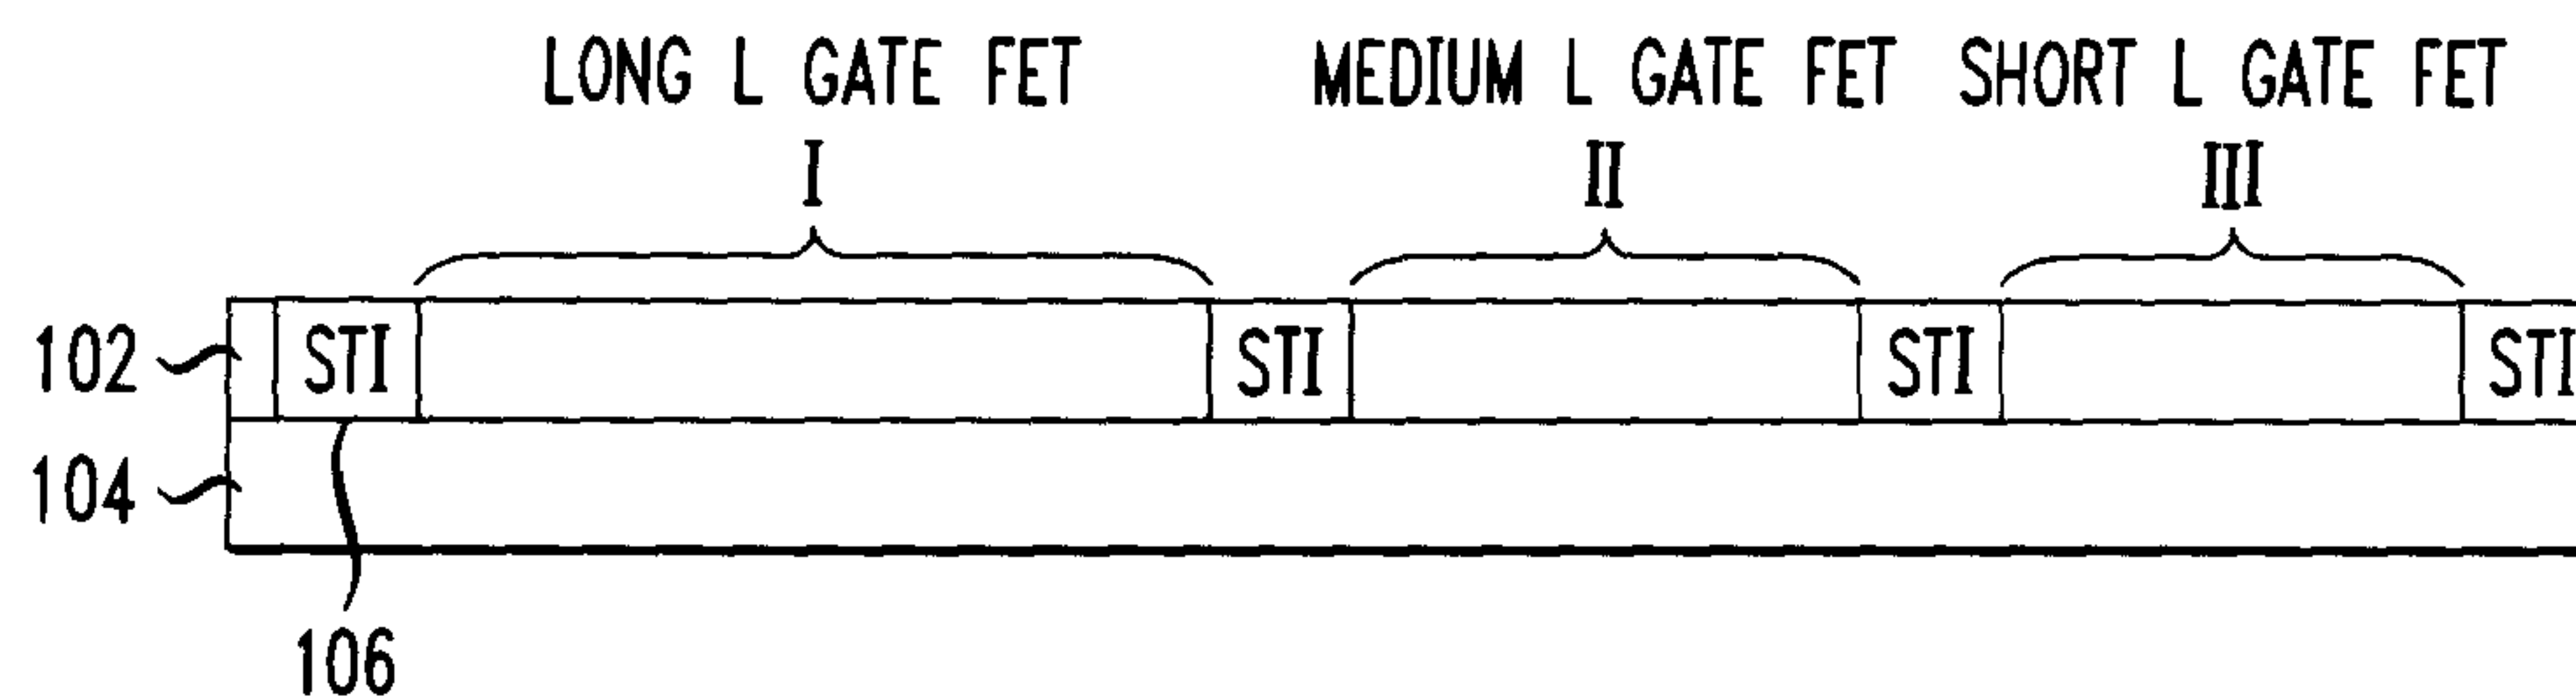 LONG L GATE FET MEDIUM L GATE FET SHORT L GATE FET
I II III
102 STI STI STI STI
104
106